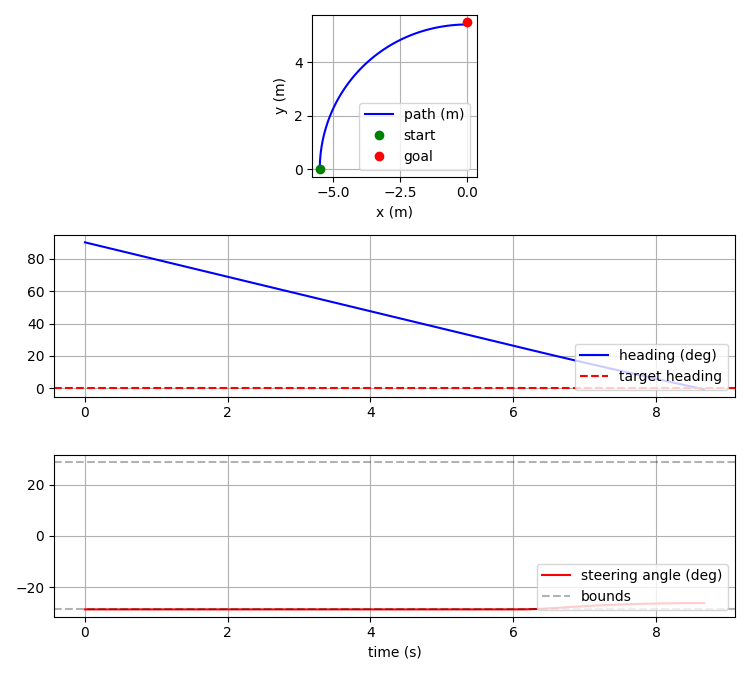 4
2
0
y (m)
path (m)
start
goal
−5.0 −2.5 0.0
x (m)
80
60
40
20
0
heading (deg)
target heading
0 2 4 6 8
20
0
−20
steering angle (deg)
bounds
0 2 4 6 8
time (s)